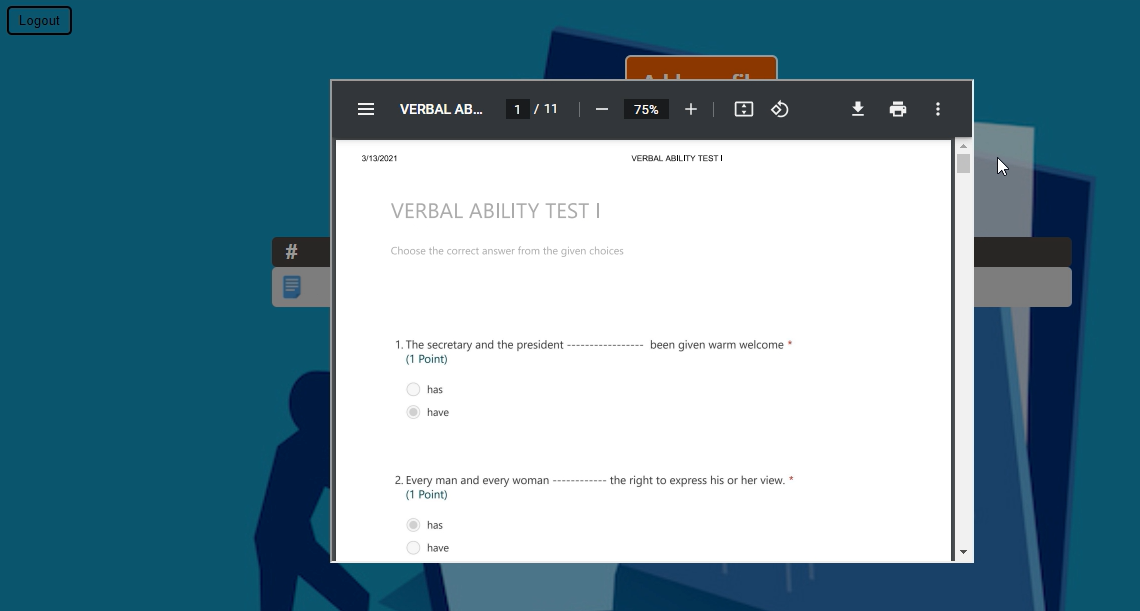 Logout
VERBAL AB... 1 / 11 75%
3/13/2021 VERBAL ABILITY TEST I
VERBAL ABILITY TEST I
Choose the correct answer from the given choices
#
1. The secretary and the president ----------------- been given warm welcome *
(1 Point)
has
have
2. Every man and every woman ------------ the right to express his or her view. *
(1 Point)
has
have